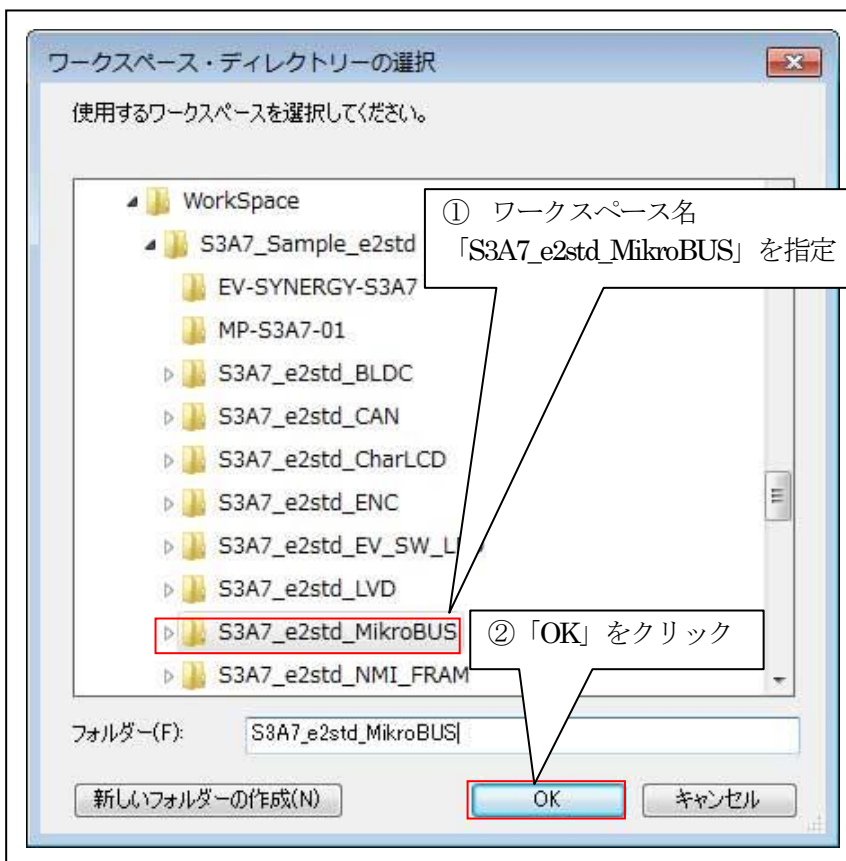 ワークスペース・ディレクトリーの選択
使用するワークスペースを選択してください。
WorkSpace
① ワークスペース名
「S3A7_e2std_MikroBUS」を指定
S3A7_Sample_e2std
EV-SYNERGY-S3A7
MP-S3A7-01
S3A7_e2std_BLDC
S3A7_e2std_CAN
S3A7_e2std_CharLCD
S3A7_e2std_ENC
S3A7_e2std_EV_SW_L
S3A7_e2std_LVD
S3A7_e2std_MikroBUS
②「OK」をクリック
S3A7_e2std_NMI_FRAM
フォルダー(F): S3A7_e2std_MikroBUS
新しいフォルダーの作成(N) OK キャンセル